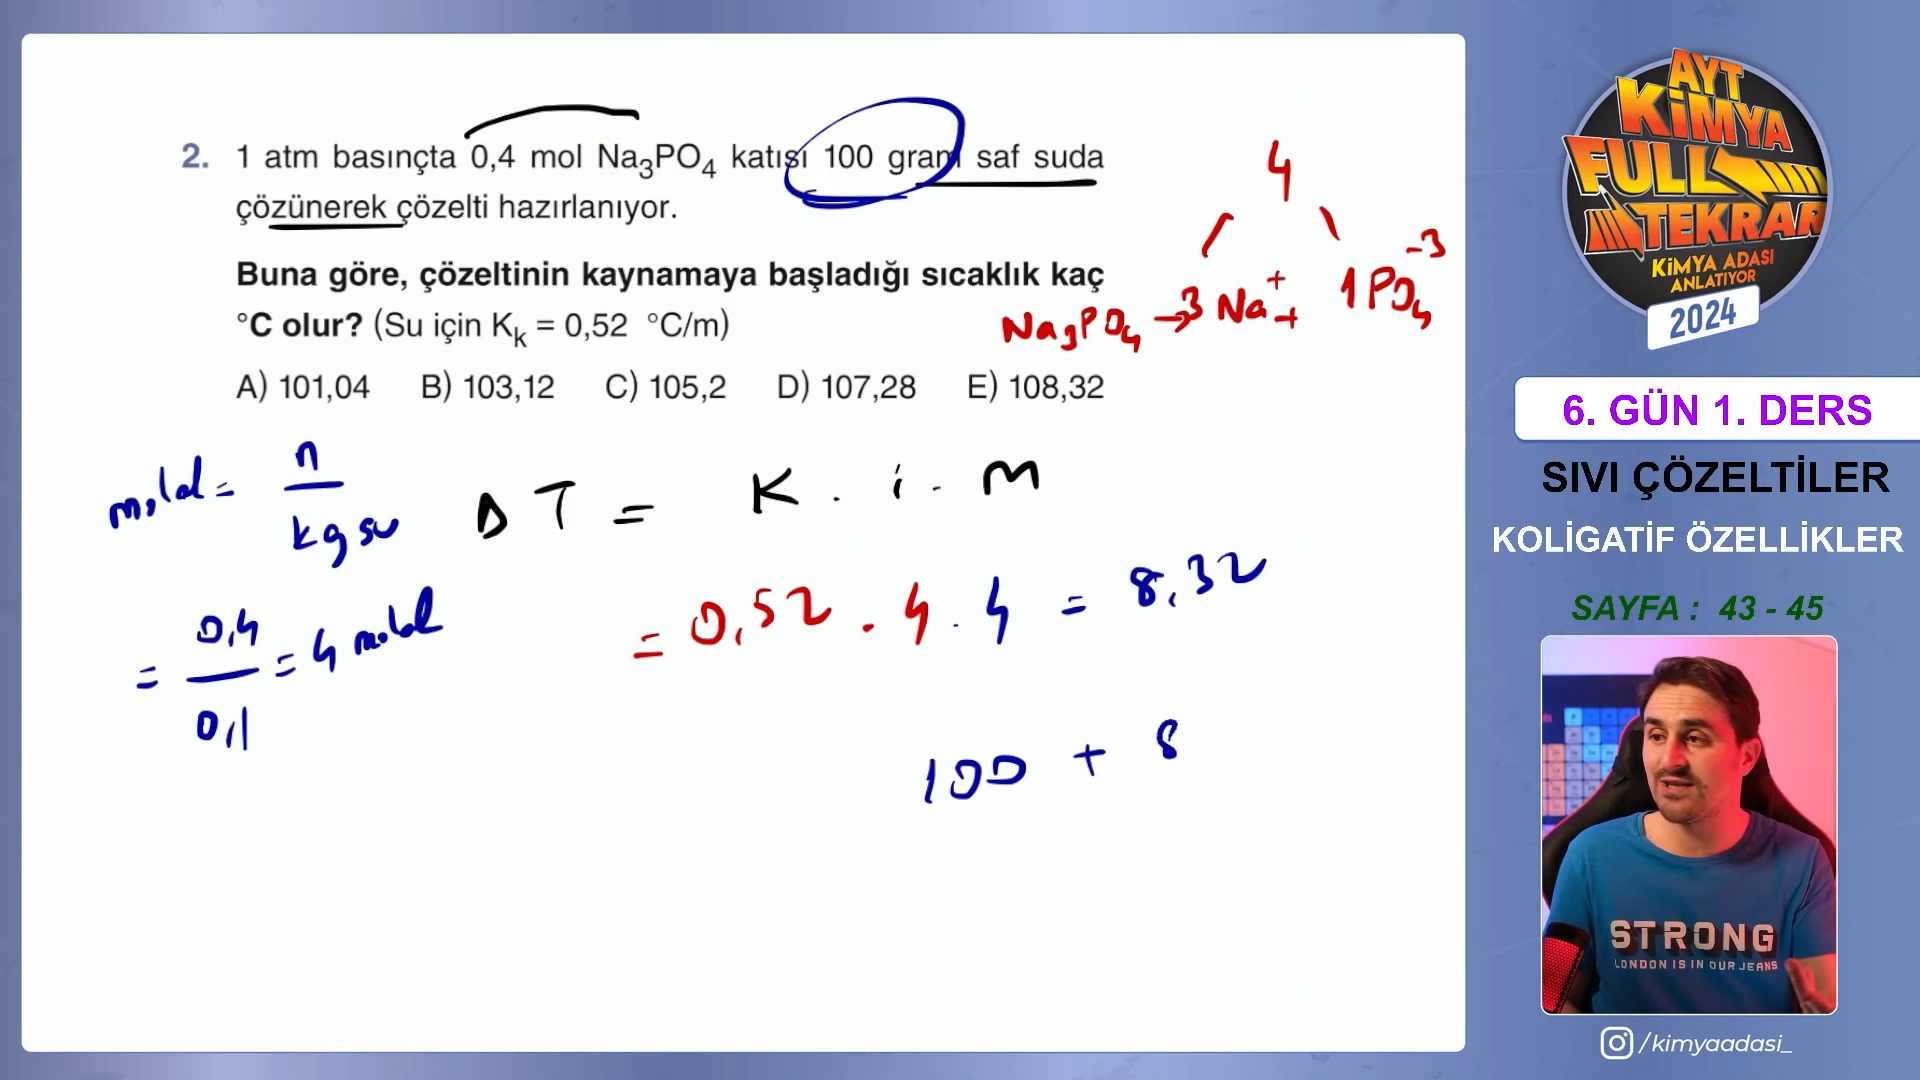 2. 1 atm basınçta 0,4 mol Na₃PO₄ katısı 100 gram saf suda
çözünerek çözelti hazırlanıyor.
Buna göre, çözeltinin kaynamaya başladığı sıcaklık kaç
°C olur? (Su için Kₖ = 0,52 °C/m)
A) 101,04 B) 103,12 C) 105,2 D) 107,28 E) 108,32
4
Na₃PO₄ → 3 Na⁺ + 1 PO₄⁻³
molal = n / kg su
ΔT = K . i . m
= 0,4 / 0,1 = 4 molal
= 0,52 . 4 . 4 = 8,32
100 + 8
AYT
KİMYA
FULL
TEKRAR
KİMYA ADASI
ANLATIYOR
2024
6. GÜN 1. DERS
SIVI ÇÖZELTİLER
KOLİGATİF ÖZELLİKLER
SAYFA : 43 - 45
STRONG
LONDON IS IN OUR JEANS
/kimyaadasi_